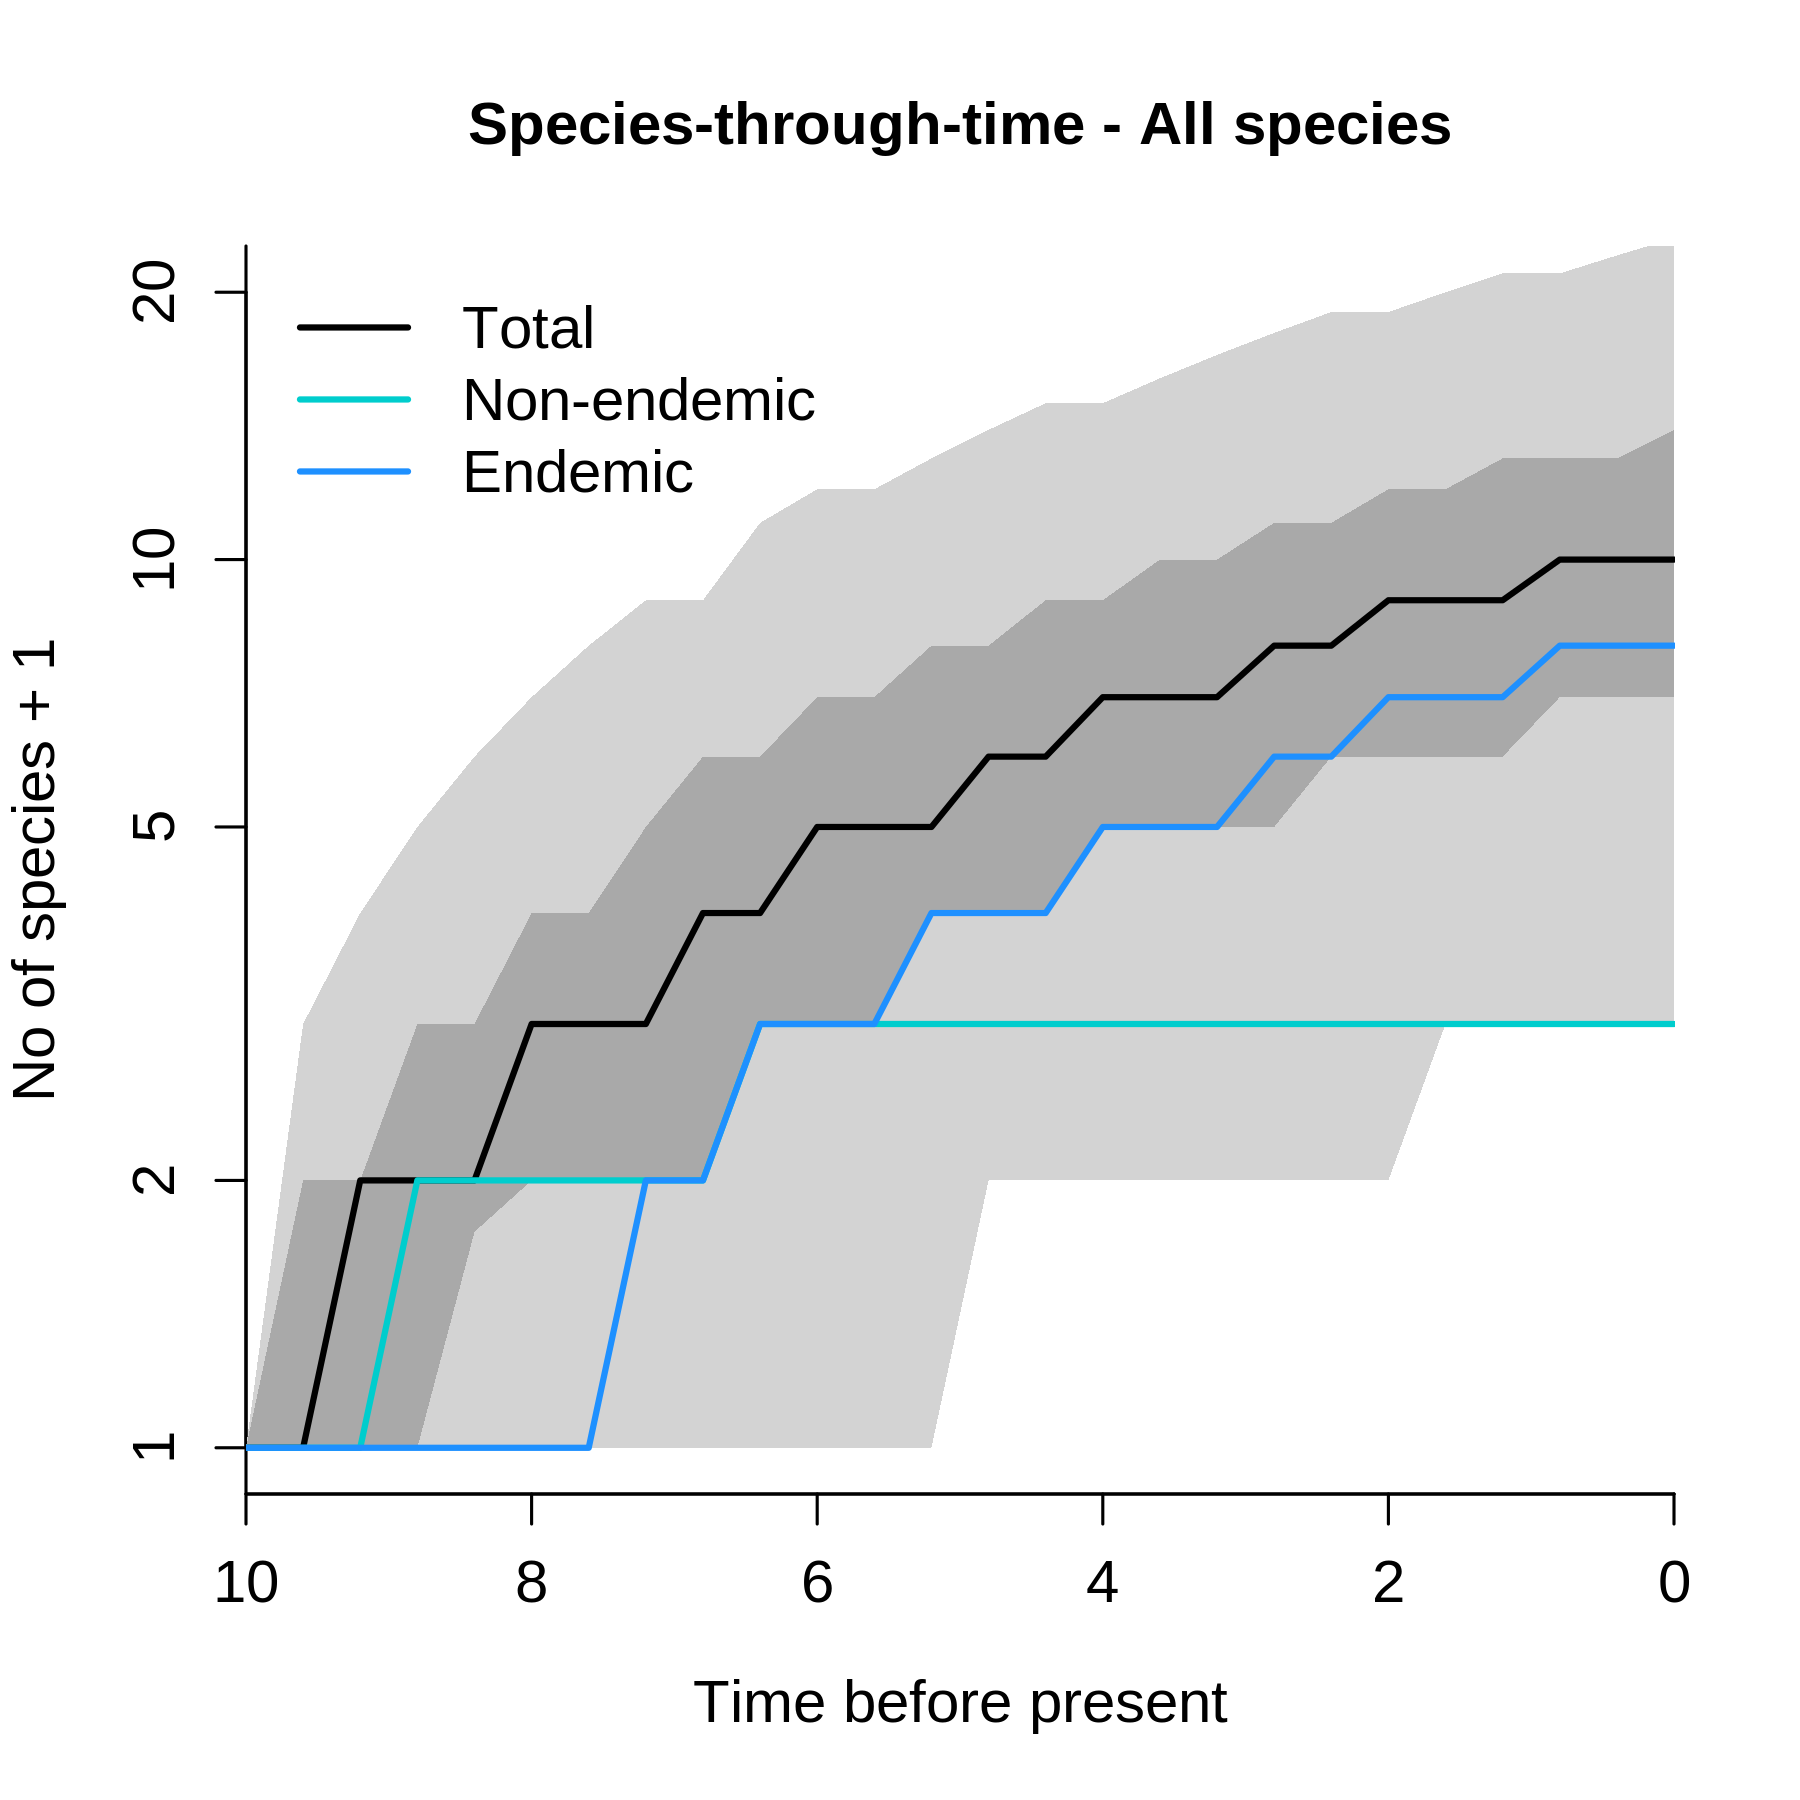 Species-through-time - All species
Total
Non-endemic
Endemic
No of species + 1
20
10
5
2
1
10 8 6 4 2 0
Time before present